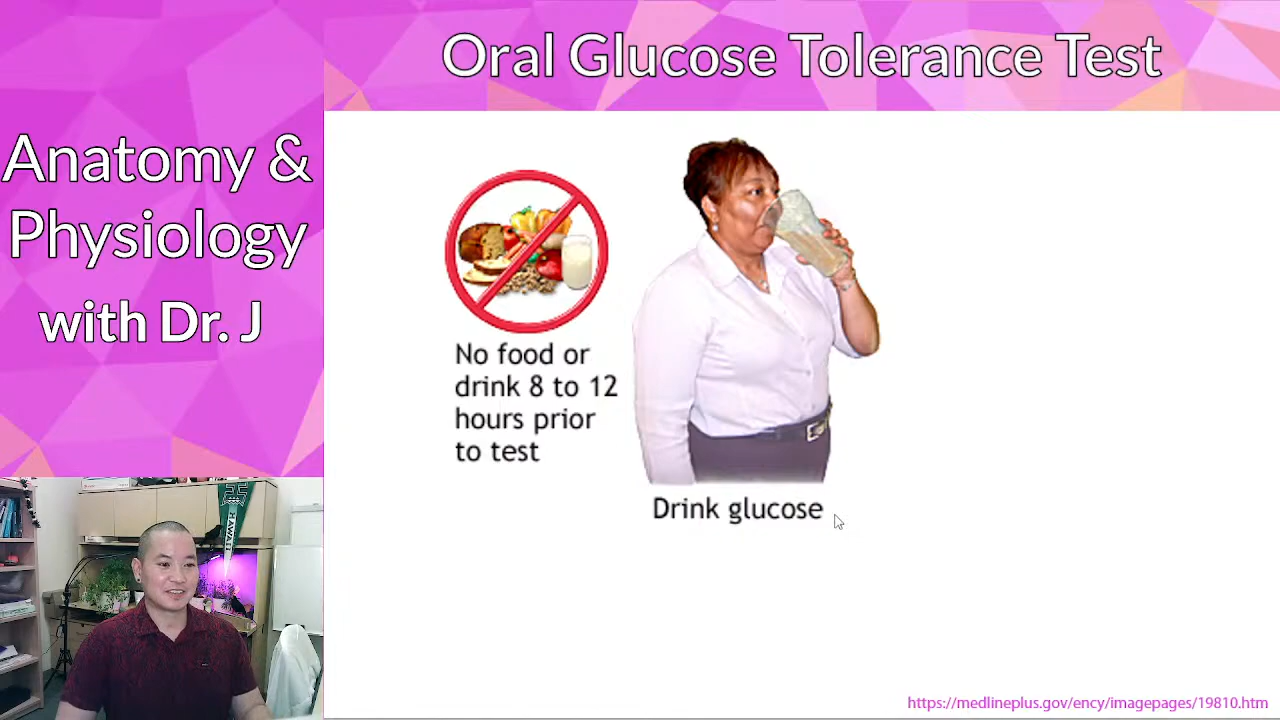 Oral Glucose Tolerance Test
Anatomy &
Physiology
with Dr. J
No food or
drink 8 to 12
hours prior
to test
Drink glucose
HAWAII
https://medlineplus.gov/ency/imagepages/19810.htm